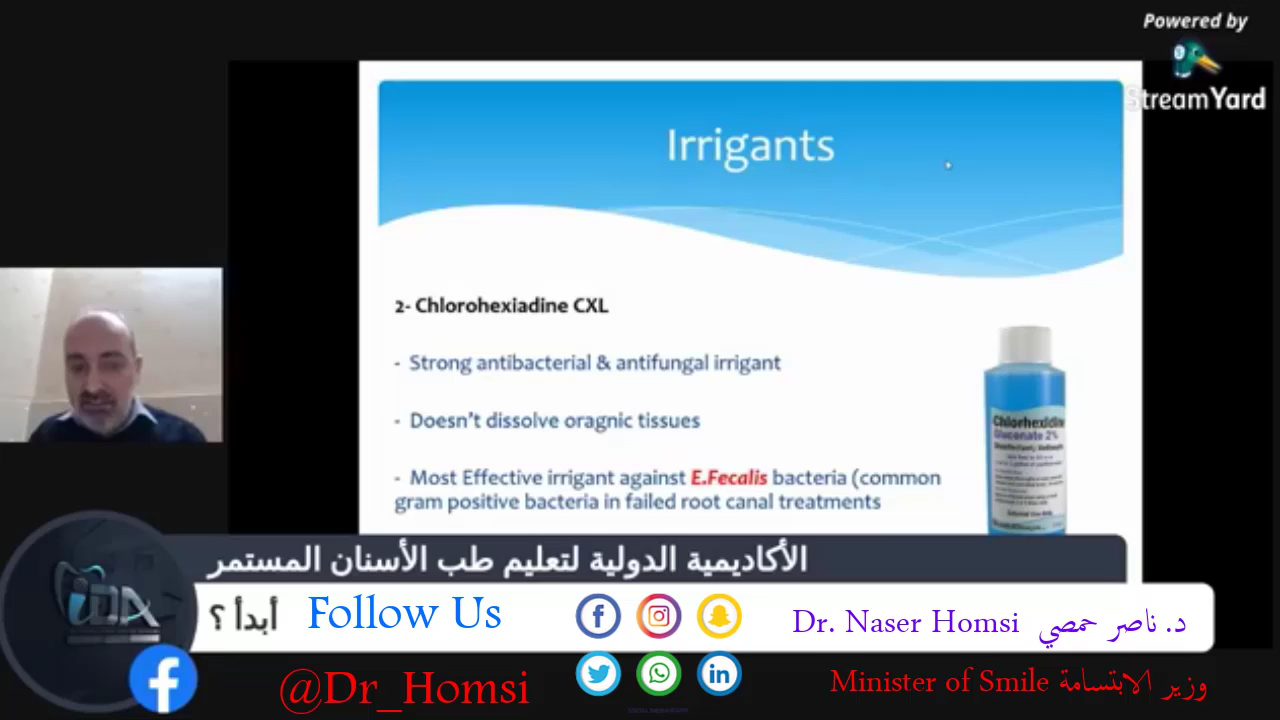 Powered by
StreamYard
Irrigants
2- Chlorohexiadine CXL
- Strong antibacterial & antifungal irrigant
- Doesn't dissolve oragnic tissues
- Most Effective irrigant against E.Fecalis bacteria (common
gram positive bacteria in failed root canal treatments
Chlorhexidine
Gluconate 2%
الأكاديمية الدولية لتعليم طب الأسنان المستمر
أبدأ ؟
Follow Us
Dr. Naser Homsi د. ناصر حمصي
@Dr_Homsi
Minister of Smile وزير الابتسامة